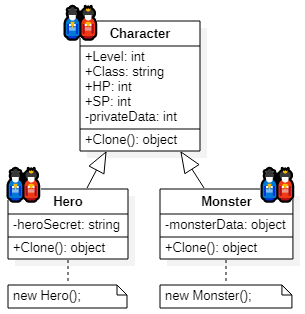 Character
+Level: int
+Class: string
+HP: int
+SP: int
-privateData: int
+Clone(): object
Hero
-heroSecret: string
+Clone(): object
new Hero();
Monster
-monsterData: object
+Clone(): object
new Monster();